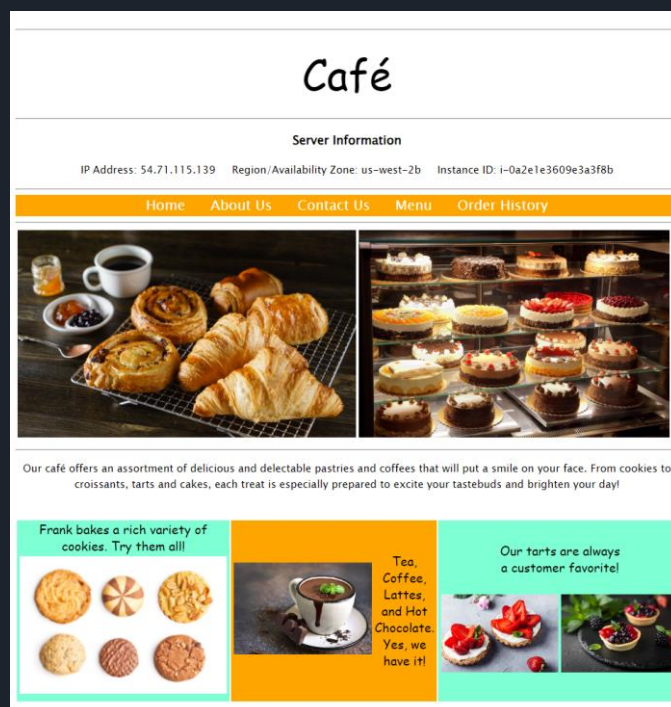 Café
Server Information
IP Address: 54.71.115.139 Region/Availability Zone: us-west-2b Instance ID: i-0a2e1e3609e3a3f8b
Home About Us Contact Us Menu Order History
Our café offers an assortment of delicious and delectable pastries and coffees that will put a smile on your face. From cookies to
croissants, tarts and cakes, each treat is especially prepared to excite your tastebuds and brighten your day!
Frank bakes a rich variety of
cookies. Try them all!
Tea,
Coffee,
Lattes,
and Hot
Chocolate.
Yes, we
have it!
Our tarts are always
a customer favorite!